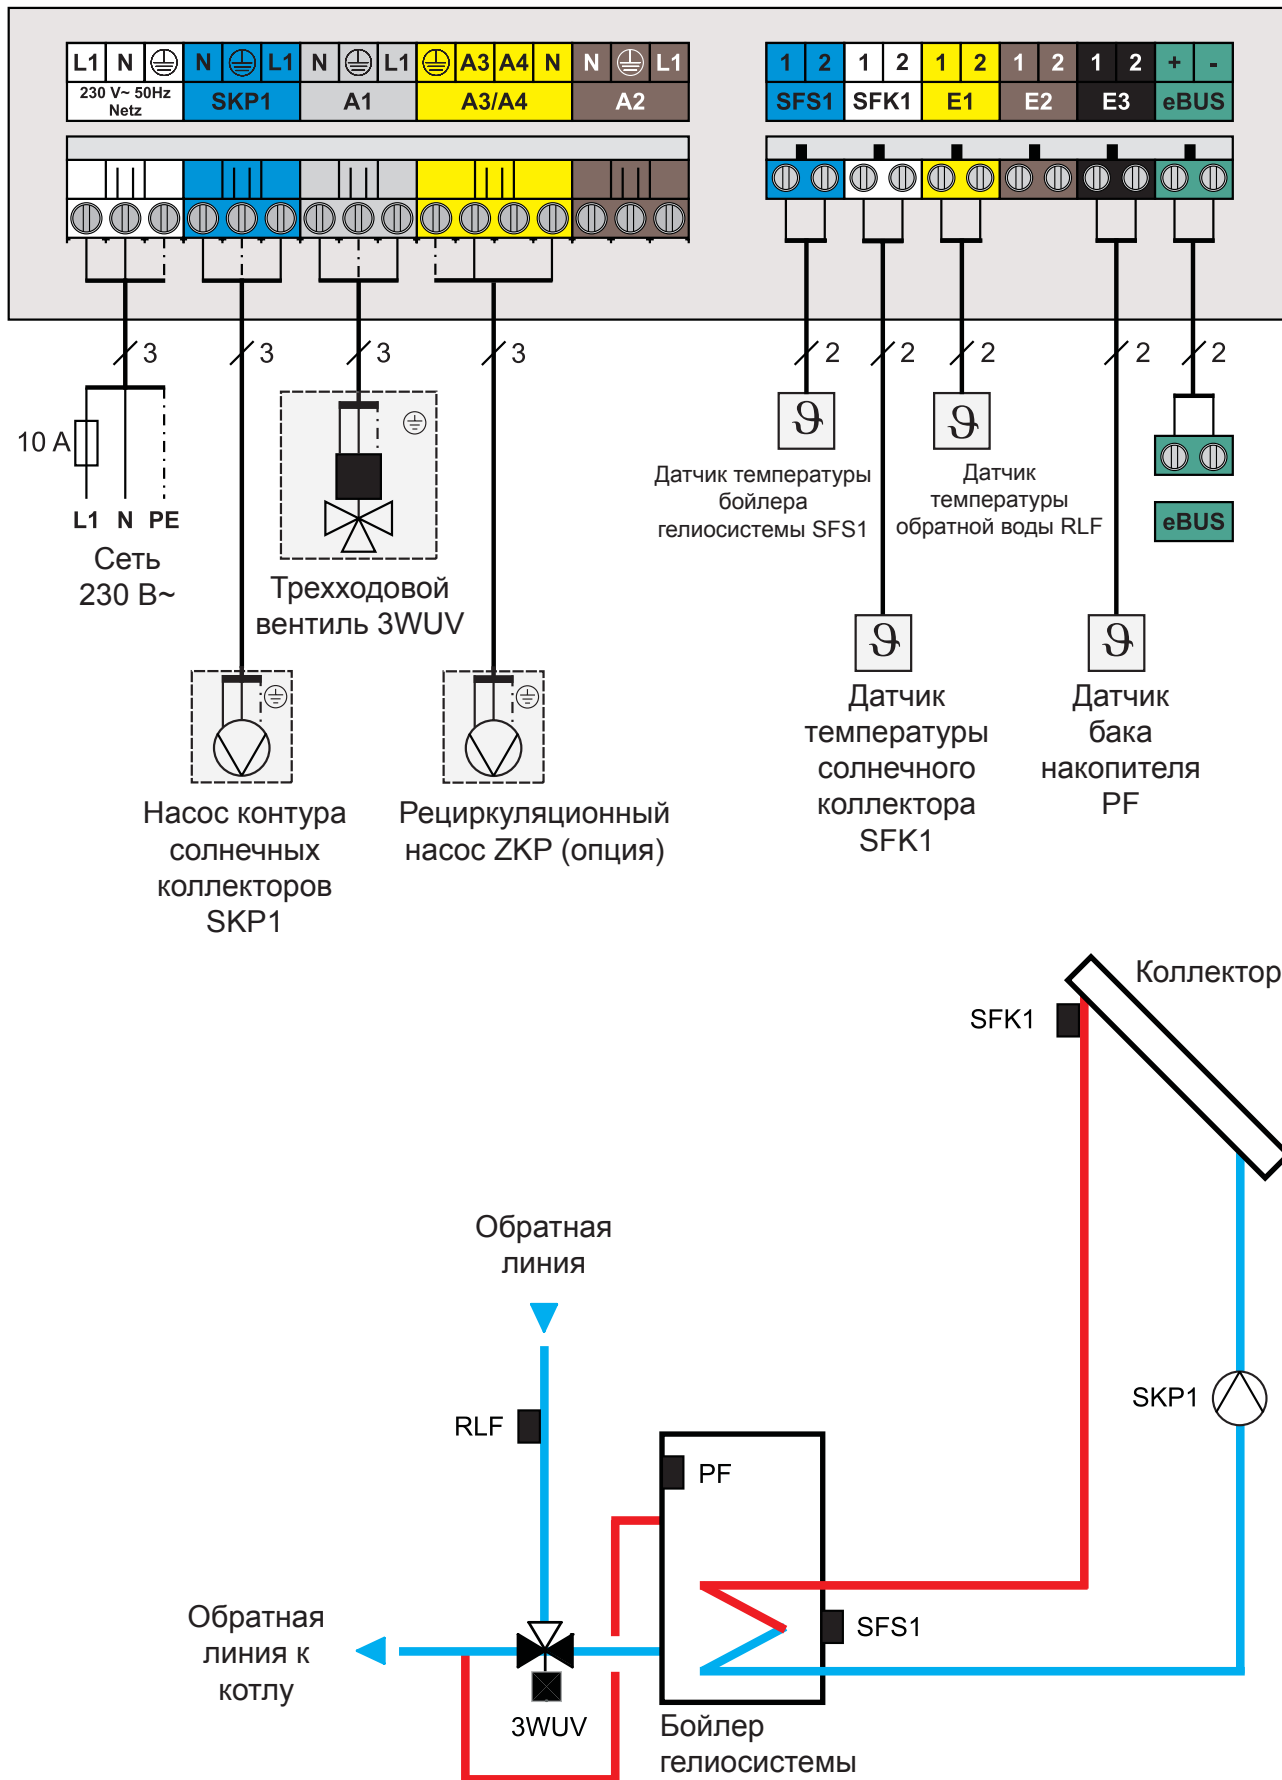 L1 N N L1 N L1 A3 A4 N N L1 1 2 1 2 1 2 1 2 1 2 + -
230 V~ 50Hz
Netz
SKP1 A1 A3/A4 A2 SFS1 SFK1 E1 E2 E3 eBUS
3 3 3 3 2 2 2 2 2
10 A
L1 N PE
Сеть
230 В~
Трехходовой
вентиль 3WUV
ϑ
Датчик температуры
бойлера
гелиосистемы SFS1
ϑ
Датчик
температуры
обратной воды RLF
eBUS
Насос контура
солнечных
коллекторов
SKP1
Рециркуляционный
насос ZKP (опция)
ϑ
Датчик
температуры
солнечного
коллектора
SFK1
ϑ
Датчик
бака
накопителя
PF
Коллектор
SFK1
Обратная
линия
SKP1
RLF
PF
Обратная
линия к
котлу
SFS1
3WUV
Бойлер
гелиосистемы